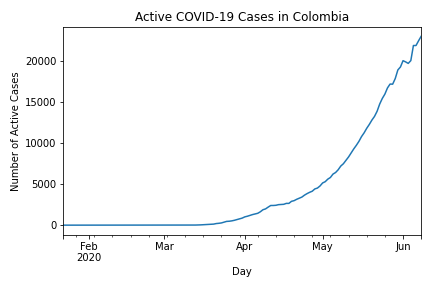 Active COVID-19 Cases in Colombia
Number of Active Cases
20000
15000
10000
5000
0
Feb
2020
Mar
Apr
May
Jun
Day